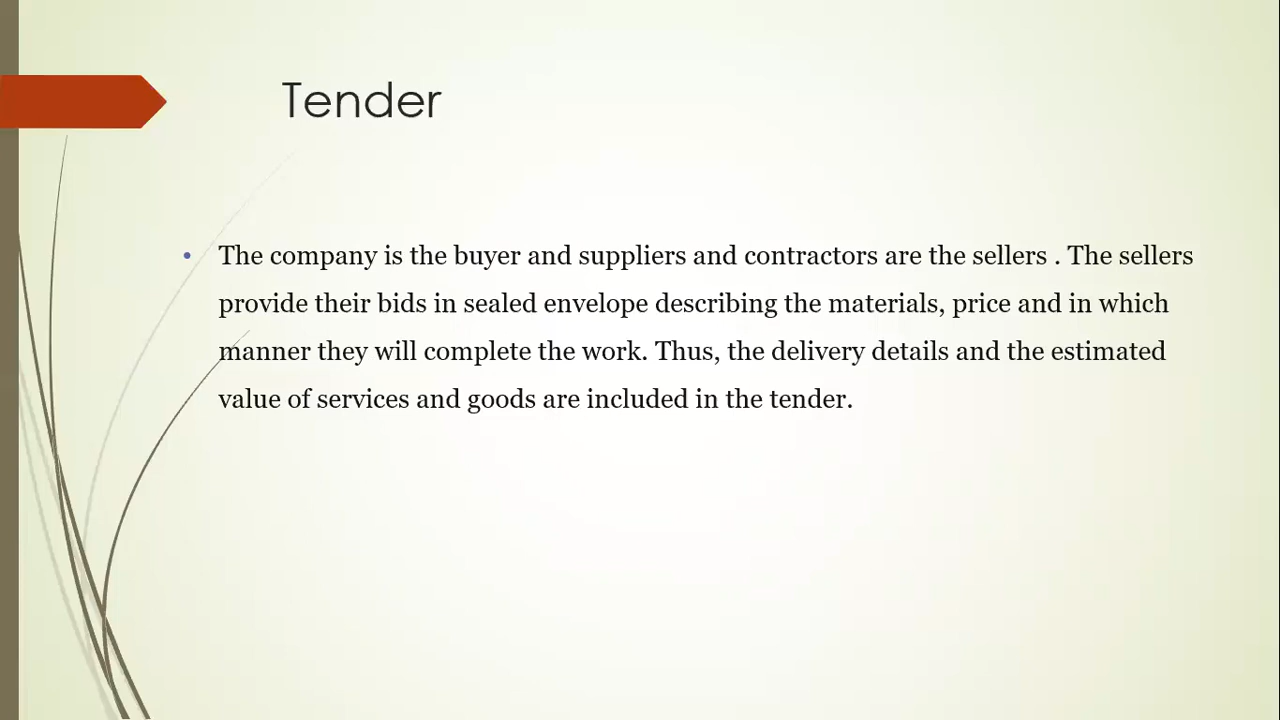 Tender
• The company is the buyer and suppliers and contractors are the sellers . The sellers
provide their bids in sealed envelope describing the materials, price and in which
manner they will complete the work. Thus, the delivery details and the estimated
value of services and goods are included in the tender.